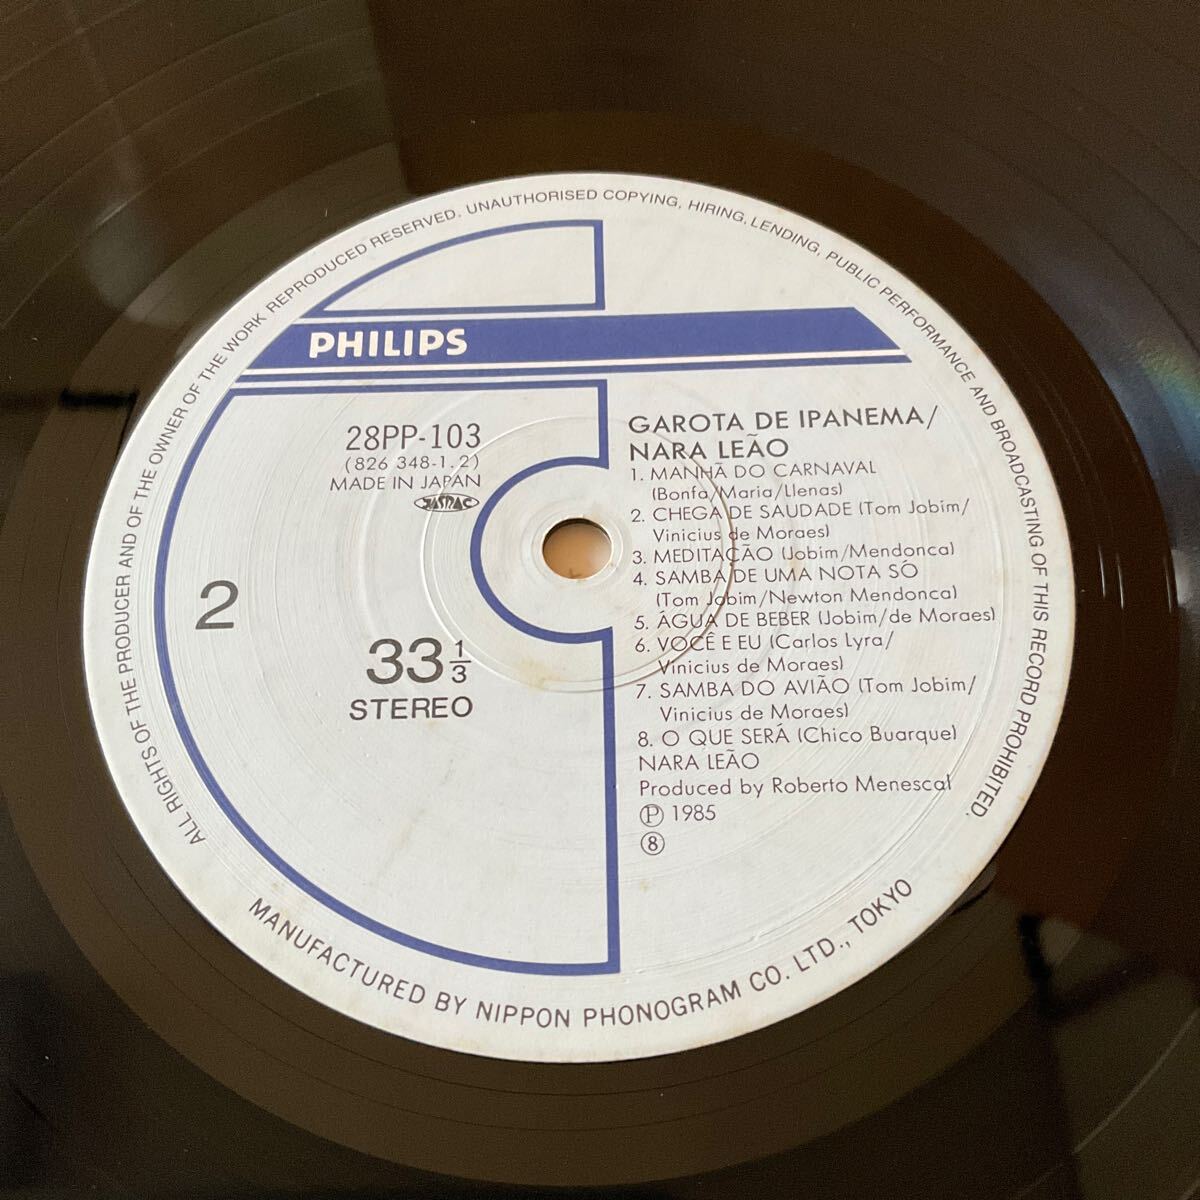 ALL RIGHTS OF THE PRODUCER AND OF THE OWNER OF THE WORK REPRODUCED RESERVED. UNAUTHORISED COPYING, HIRING, LENDING, PUBLIC PERFORMANCE AND BROADCASTING OF THIS RECORD PROHIBITED.
PHILIPS
28PP-103
(826 348-1.2)
MADE IN JAPAN
JASRAC
2
33 1/3
STEREO
GAROTA DE IPANEMA/
NARA LEÃO
1. MANHÃ DO CARNAVAL
(Bonfa/Maria/Llenas)
2. CHEGA DE SAUDADE (Tom Jobim/
Vinicius de Moraes)
3. MEDITAÇÃO (Jobim/Mendonca)
4. SAMBA DE UMA NOTA SÓ
(Tom Jobim/Newton Mendonca)
5. ÁGUA DE BEBER (Jobim/de Moraes)
6. VOCÊ E EU (Carlos Lyra/
Vinicius de Moraes)
7. SAMBA DO AVIÃO (Tom Jobim/
Vinicius de Moraes)
8. O QUE SERÁ (Chico Buarque)
NARA LEÃO
Produced by Roberto Menescal
Ⓟ 1985
⑧
MANUFACTURED BY NIPPON PHONOGRAM CO. LTD., TOKYO